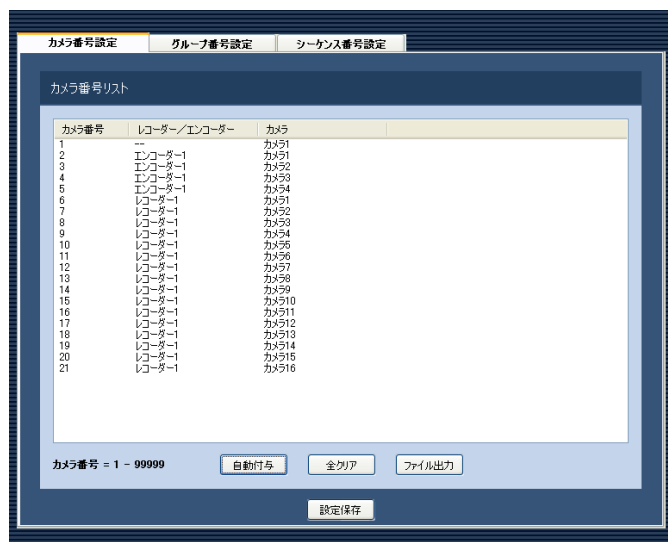 カメラ番号設定 グループ番号設定 シーケンス番号設定
カメラ番号リスト
カメラ番号 レコーダー／エンコーダー カメラ
1 -- カメラ1
2 エンコーダー1 カメラ1
3 エンコーダー1 カメラ2
4 エンコーダー1 カメラ3
5 エンコーダー1 カメラ4
6 レコーダー1 カメラ1
7 レコーダー1 カメラ2
8 レコーダー1 カメラ3
9 レコーダー1 カメラ4
10 レコーダー1 カメラ5
11 レコーダー1 カメラ6
12 レコーダー1 カメラ7
13 レコーダー1 カメラ8
14 レコーダー1 カメラ9
15 レコーダー1 カメラ10
16 レコーダー1 カメラ11
17 レコーダー1 カメラ12
18 レコーダー1 カメラ13
19 レコーダー1 カメラ14
20 レコーダー1 カメラ15
21 レコーダー1 カメラ16
カメラ番号 = 1 - 99999 自動付与 全クリア ファイル出力
設定保存